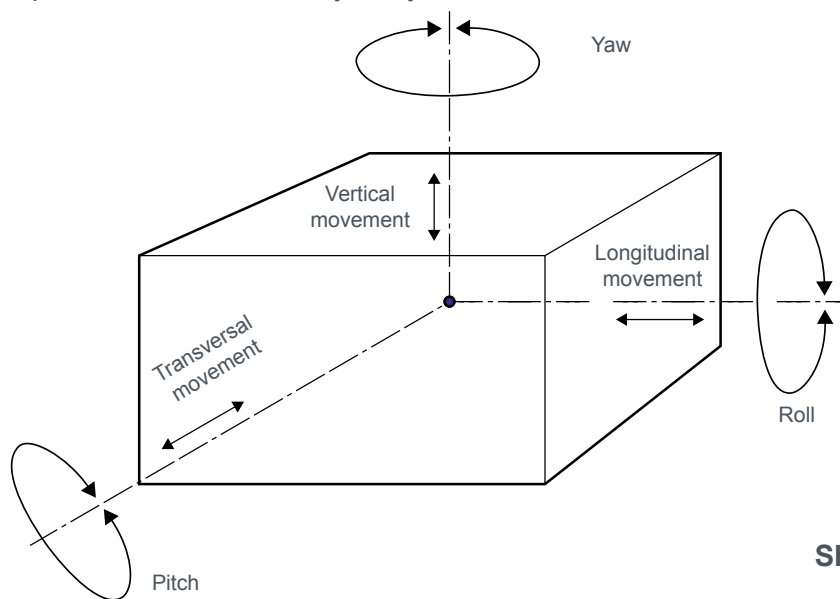 Yaw
Vertical
movement
Longitudinal
movement
Transversal
movement
Roll
Pitch